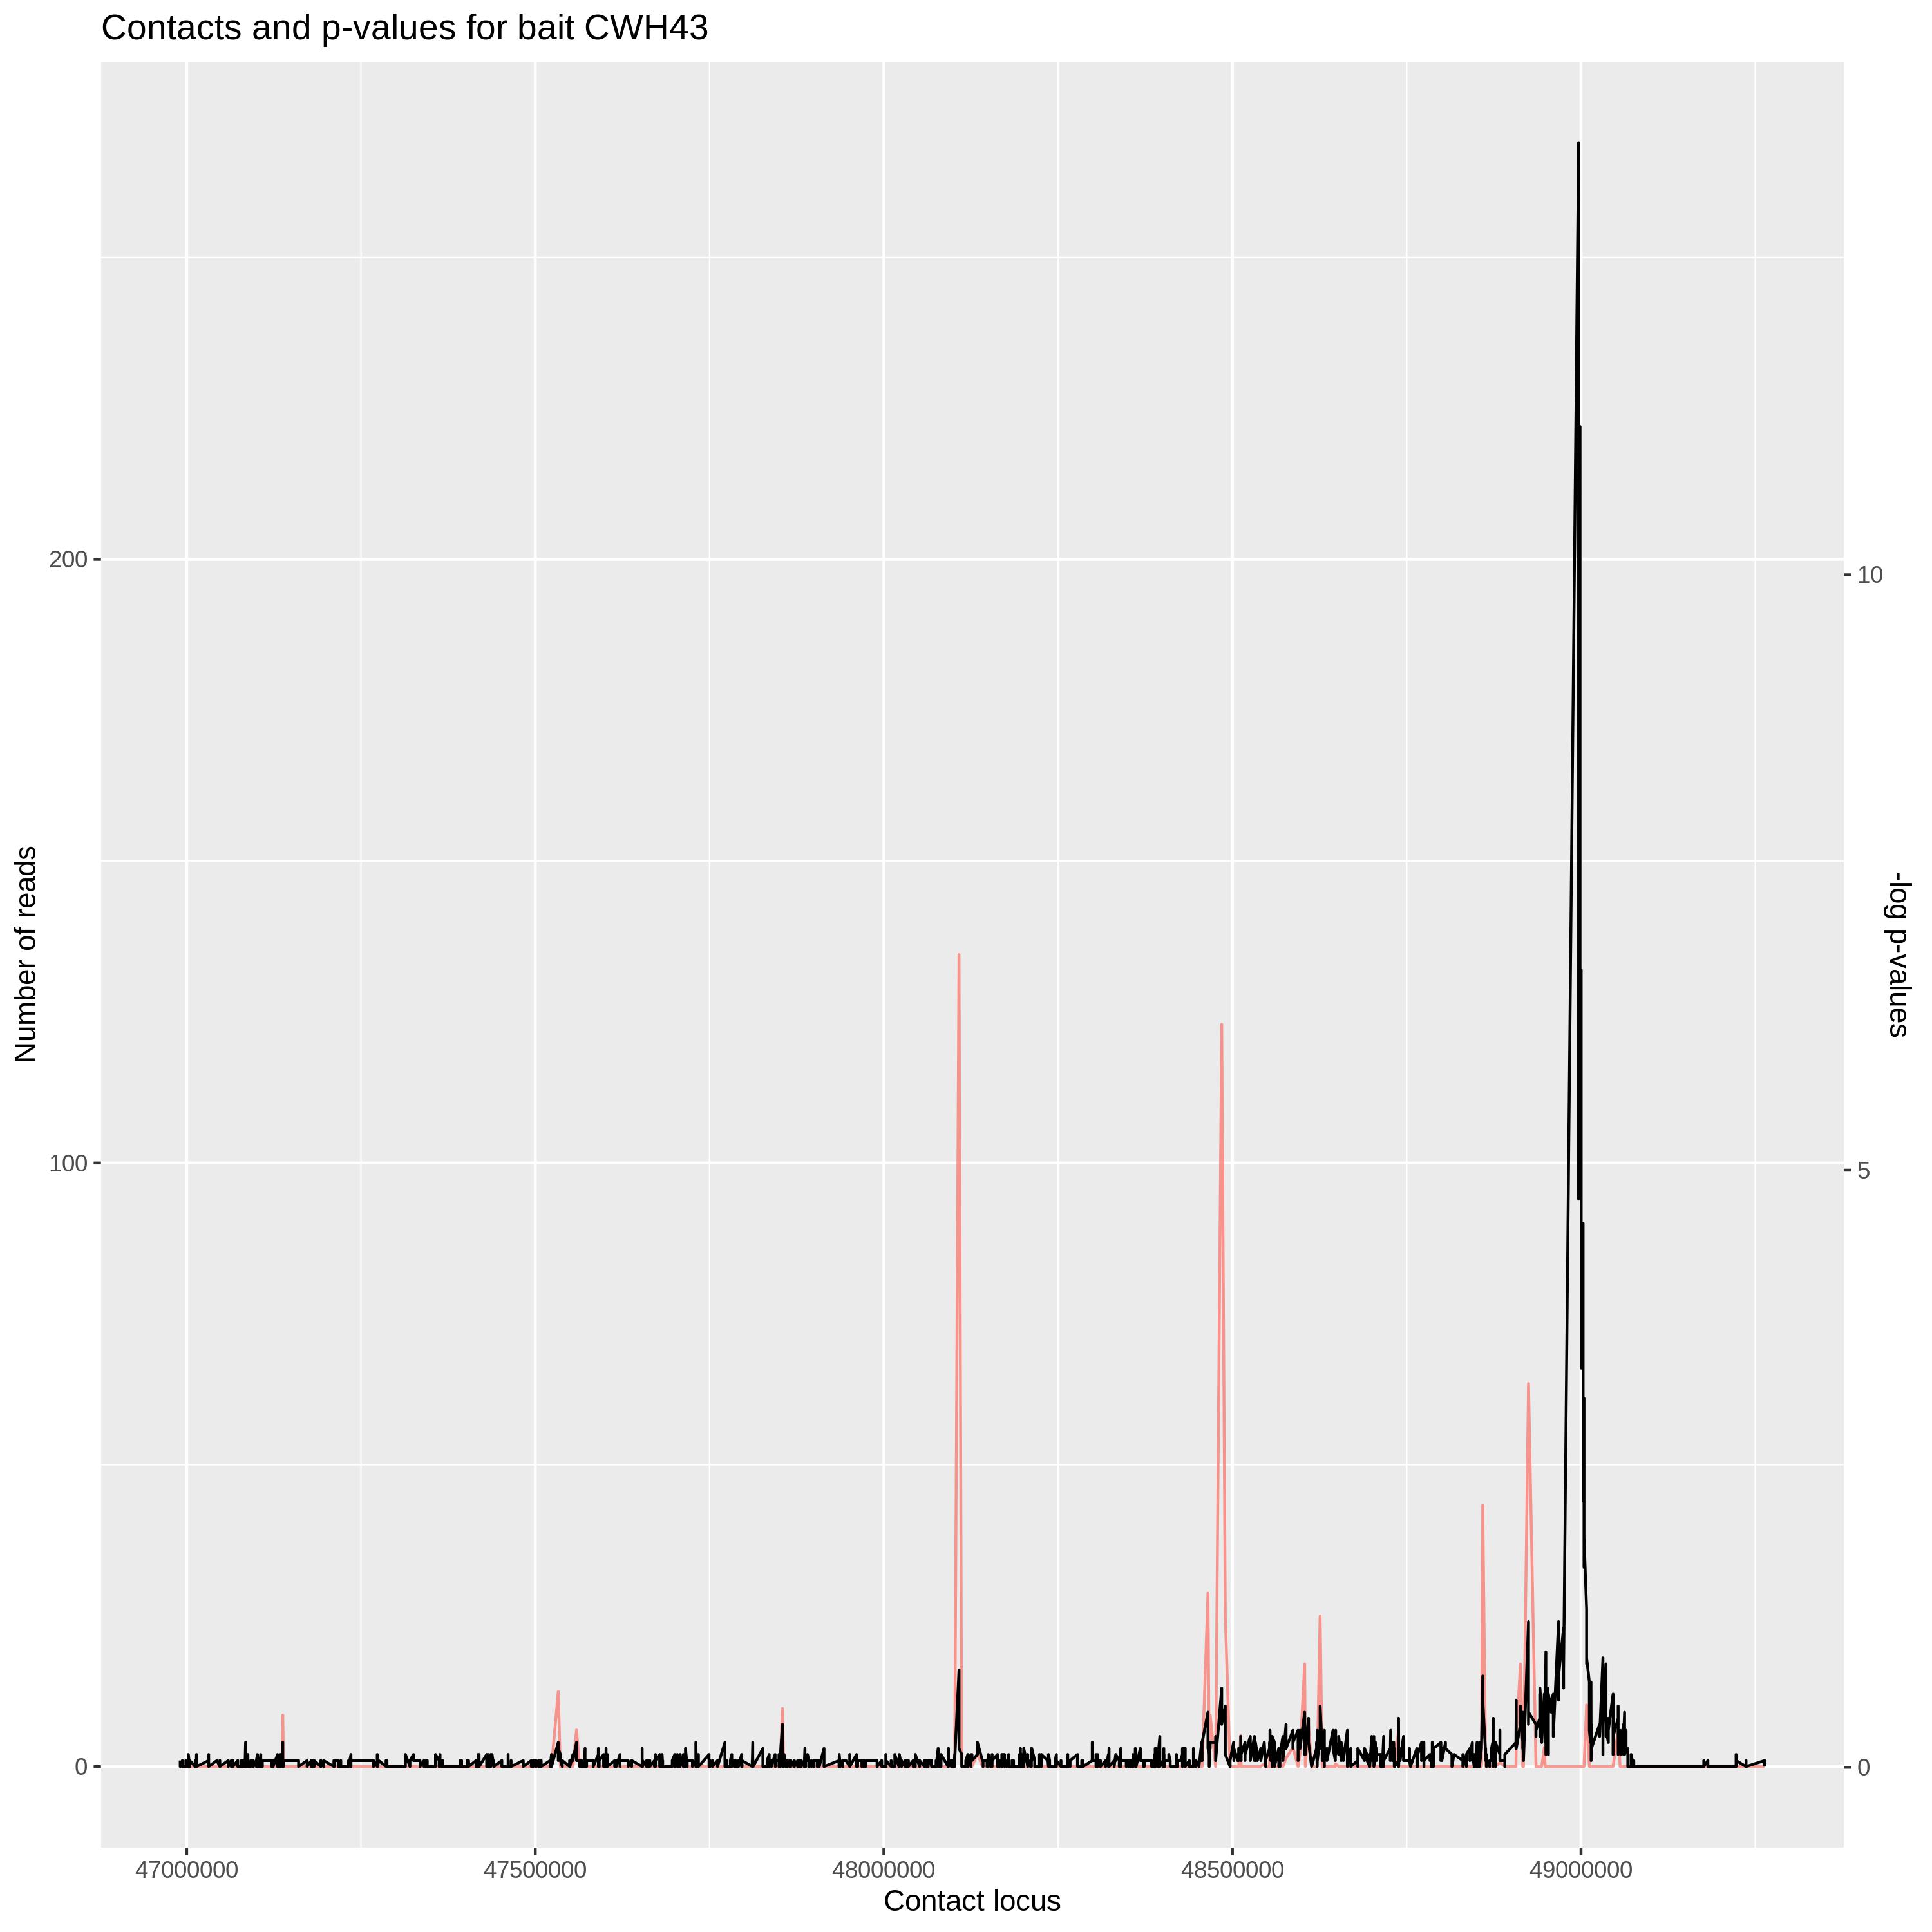 Contacts and p-values for bait CWH43
200
100
0
Number of reads
10
5
0
-log p-values
47000000
47500000
48000000
48500000
49000000
Contact locus